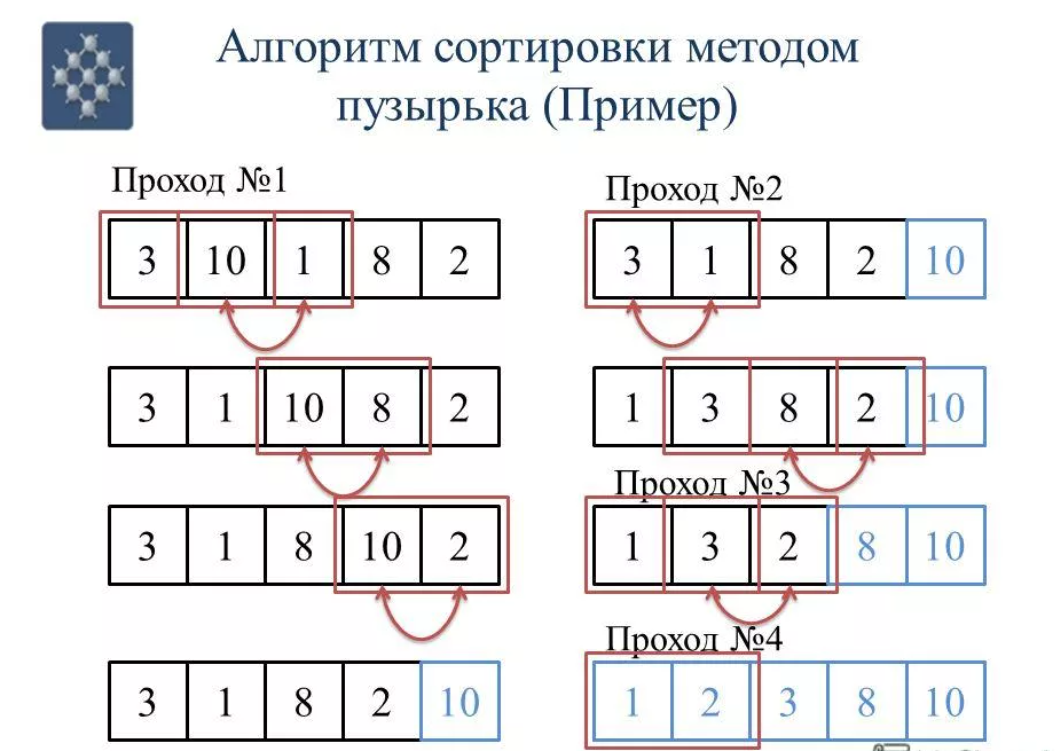 Алгоритм сортировки методом
пузырька (Пример)
Проход №1
3 10 1 8 2
3 1 10 8 2
3 1 8 10 2
3 1 8 2 10
Проход №2
3 1 8 2 10
1 3 8 2 10
Проход №3
1 3 2 8 10
Проход №4
1 2 3 8 10